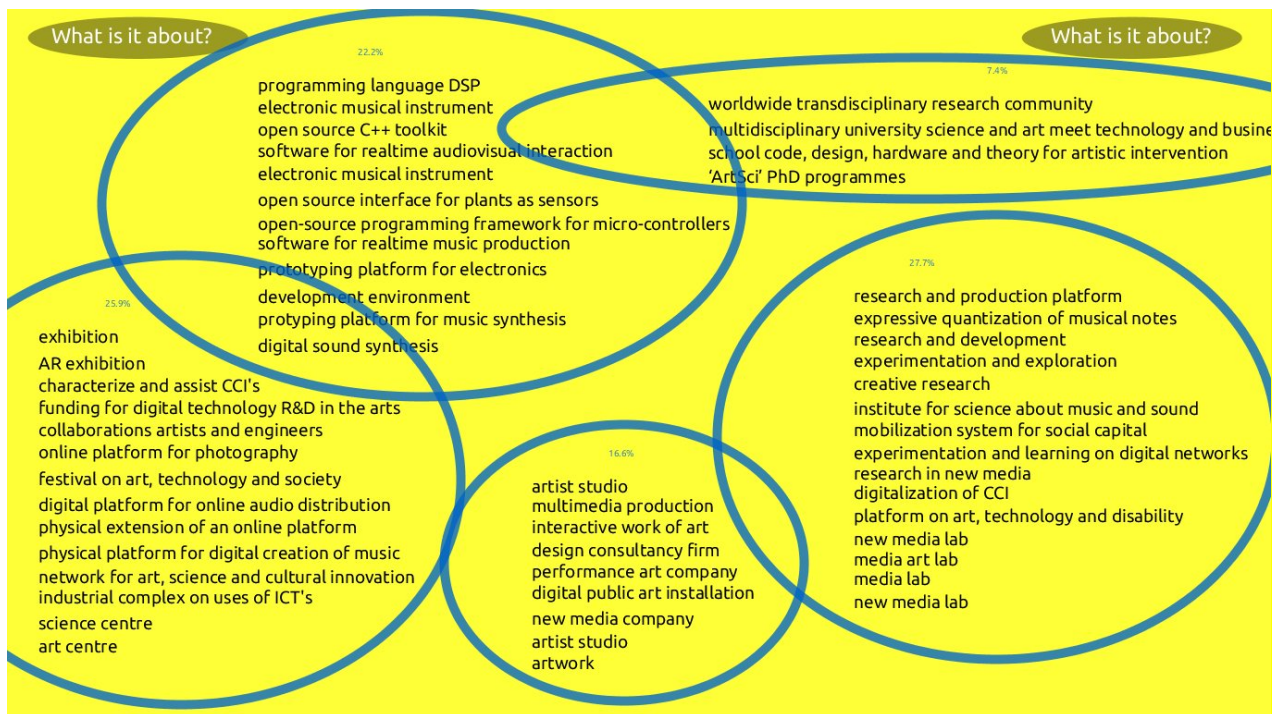 What is it about?
What is it about?
22.2%
programming language DSP
electronic musical instrument
open source C++ toolkit
software for realtime audiovisual interaction
electronic musical instrument
open source interface for plants as sensors
open-source programming framework for micro-controllers
software for realtime music production
prototyping platform for electronics
development environment
protyping platform for music synthesis
digital sound synthesis
7.4%
worldwide transdisciplinary research community
multidisciplinary university science and art meet technology and busine
school code, design, hardware and theory for artistic intervention
‘ArtSci’ PhD programmes
25.9%
exhibition
AR exhibition
characterize and assist CCI's
funding for digital technology R&D in the arts
collaborations artists and engineers
online platform for photography
festival on art, technology and society
digital platform for online audio distribution
physical extension of an online platform
physical platform for digital creation of music
network for art, science and cultural innovation
industrial complex on uses of ICT's
science centre
art centre
16.6%
artist studio
multimedia production
interactive work of art
design consultancy firm
performance art company
digital public art installation
new media company
artist studio
artwork
27.7%
research and production platform
expressive quantization of musical notes
research and development
experimentation and exploration
creative research
institute for science about music and sound
mobilization system for social capital
experimentation and learning on digital networks
research in new media
digitalization of CCI
platform on art, technology and disability
new media lab
media art lab
media lab
new media lab